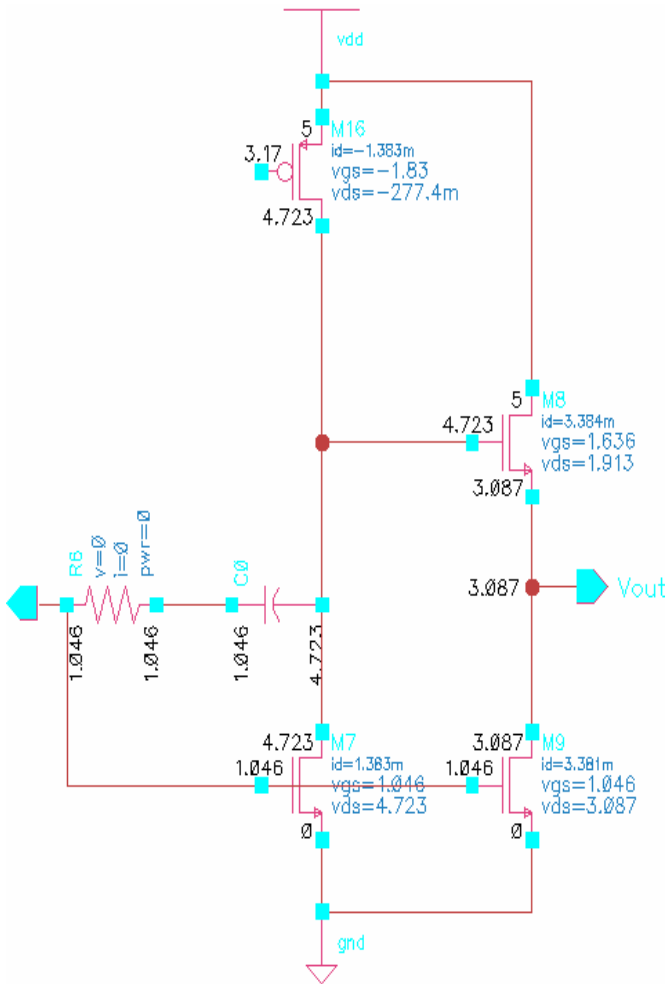 vdd
5
M16
3.17
id=-1.383m
vgs=-1.83
vds=-277.4m
4.723
5
M8
4.723
id=3.384m
vgs=1.636
vds=1.913
3.087
R6
v=0
i=0
pwr=0
C0
3.087
Vout
1.046
1.046
1.046
4.723
4.723
M7
1.046
id=1.383m
vgs=1.046
vds=4.723
0
3.087
M9
1.046
id=3.381m
vgs=1.046
vds=3.087
0
gnd